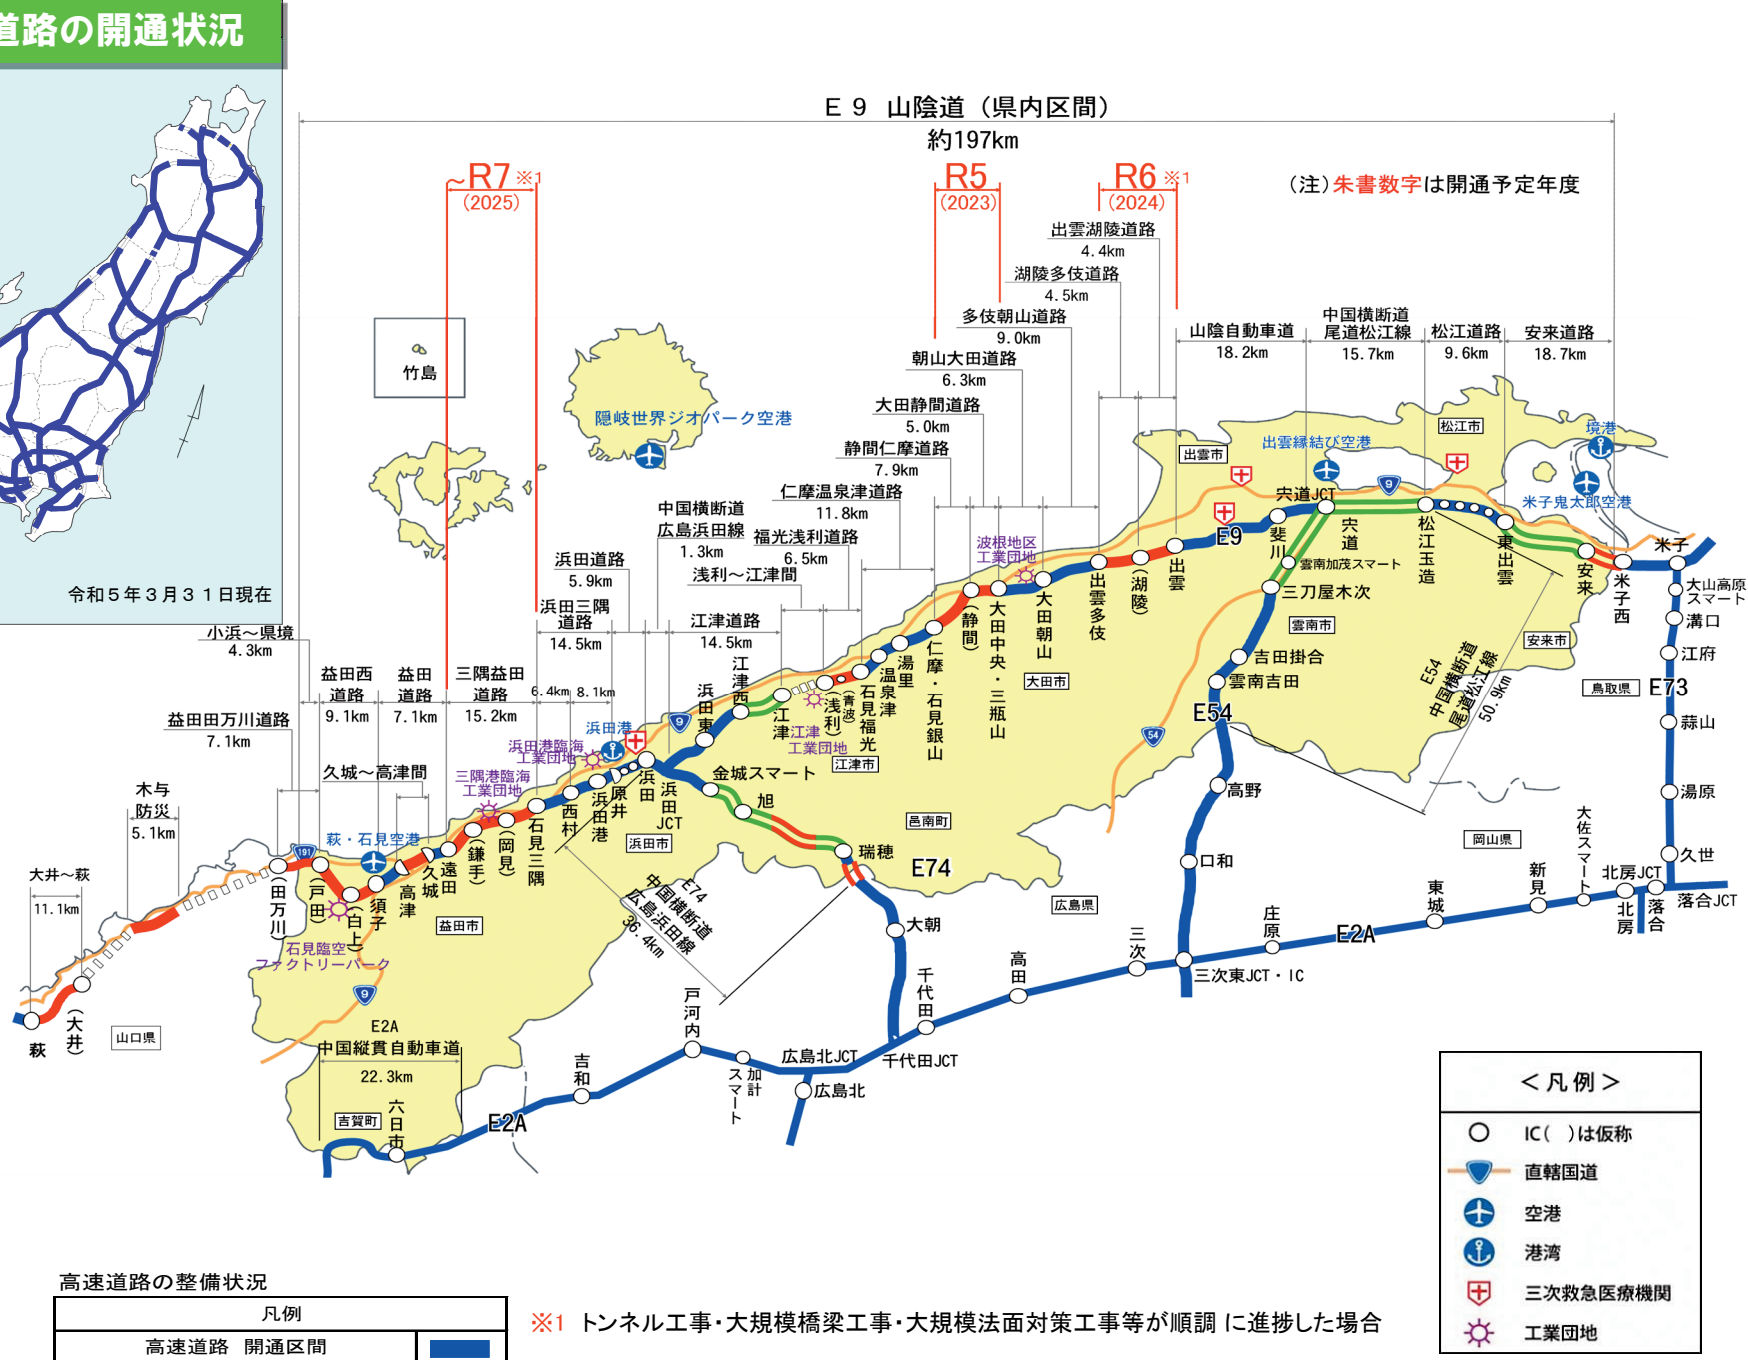 道路の開通状況
令和５年３月３１日現在
Ｅ９ 山陰道（県内区間）
約197km
～R7※1
(2025)
R5
(2023)
R6※1
(2024)
（注）朱書数字は開通予定年度
出雲湖陵道路
4.4km
湖陵多伎道路
4.5km
多伎朝山道路
9.0km
朝山大田道路
6.3km
大田静間道路
5.0km
静間仁摩道路
7.9km
仁摩温泉津道路
11.8km
福光浅利道路
6.5km
浅利～江津間
山陰自動車道
18.2km
中国横断道
尾道松江線
15.7km
松江道路
9.6km
安来道路
18.7km
竹島
隠岐世界ジオパーク空港
中国横断道
広島浜田線
1.3km
浜田道路
5.9km
浜田三隅
道路
14.5km
江津道路
14.5km
6.4km
8.1km
小浜～県境
4.3km
益田西
道路
9.1km
益田
道路
7.1km
三隅益田
道路
15.2km
益田田万川道路
7.1km
久城～高津間
木与
防災
5.1km
大井～萩
11.1km
出雲市
出雲縁結び空港
松江市
境港
米子鬼太郎空港
9
宍道JCT
E9
斐川
宍道
松江玉造
東出雲
安来
米子西
米子
大山高原
スマート
溝口
江府
E73
蒜山
湯原
久世
落合JCT
落合
北房JCT
北房
大佐スマート
新見
東城
E2A
庄原
三次東JCT・IC
三次
高田
千代田
千代田JCT
広島北JCT
広島北
加計
スマート
戸河内
吉和
E2A
六日市
吉賀町
E2A
中国縦貫自動車道
22.3km
雲南加茂スマート
三刀屋木次
雲南市
吉田掛合
雲南吉田
E54
54
高野
口和
E54
中国横断道
尾道松江線
50.9km
安来市
鳥取県
岡山県
広島県
波根地区
工業団地
出雲
（湖陵）
出雲多伎
大田朝山
大田中央・三瓶山
（静間）
仁摩・石見銀山
大田市
湯里
温泉津
石見福光
（青波）
（浅利）
江津
江津
工業団地
江津市
江津西
浜田東
9
浜田港
浜田港臨海
工業団地
三隅港臨海
工業団地
浜田
浜田
JCT
原井
浜田港
西村
石見三隅
（岡見）
（鎌手）
遠田
久城
高津
須子
（白上）
戸田）
（田万川）
191
萩・石見空港
石見臨空
ファクトリーパーク
9
益田市
浜田市
邑南町
金城スマート
旭
瑞穂
E74
大朝
E74
中国横断道
広島浜田線
36.4km
（大井）
萩
山口県
＜凡例＞
IC(　)は仮称
直轄国道
空港
港湾
三次救急医療機関
工業団地
高速道路の整備状況
凡例
高速道路 開通区間
※1 トンネル工事・大規模橋梁工事・大規模法面対策工事等が順調に進捗した場合